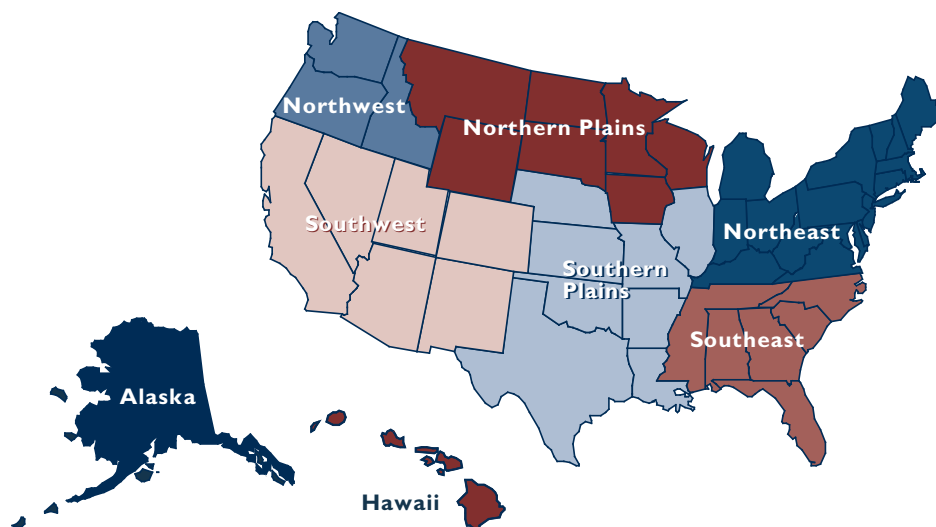 Northwest
Northern Plains
Southwest
Northeast
Southern
Plains
Southeast
Alaska
Hawaii